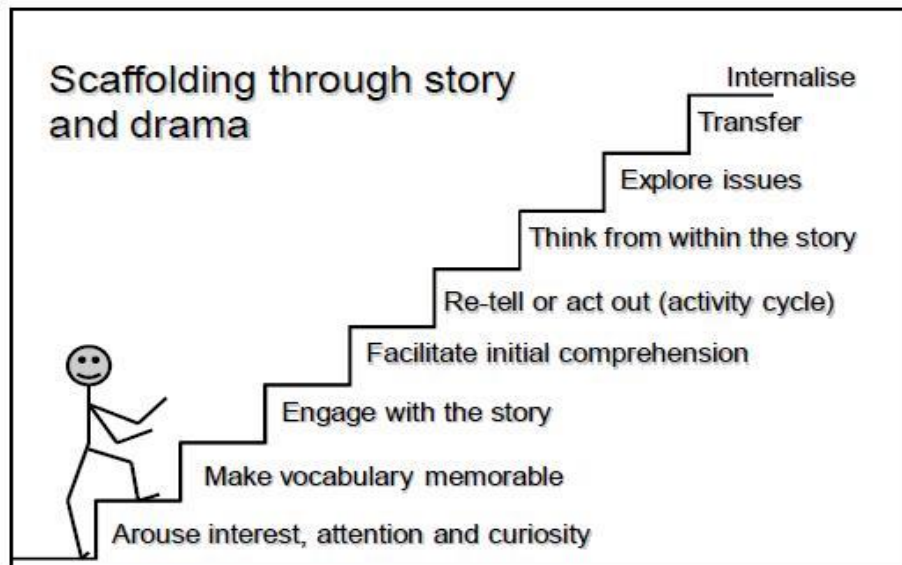 Scaffolding through story
and drama
Internalise
Transfer
Explore issues
Think from within the story
Re-tell or act out (activity cycle)
Facilitate initial comprehension
Engage with the story
Make vocabulary memorable
Arouse interest, attention and curiosity